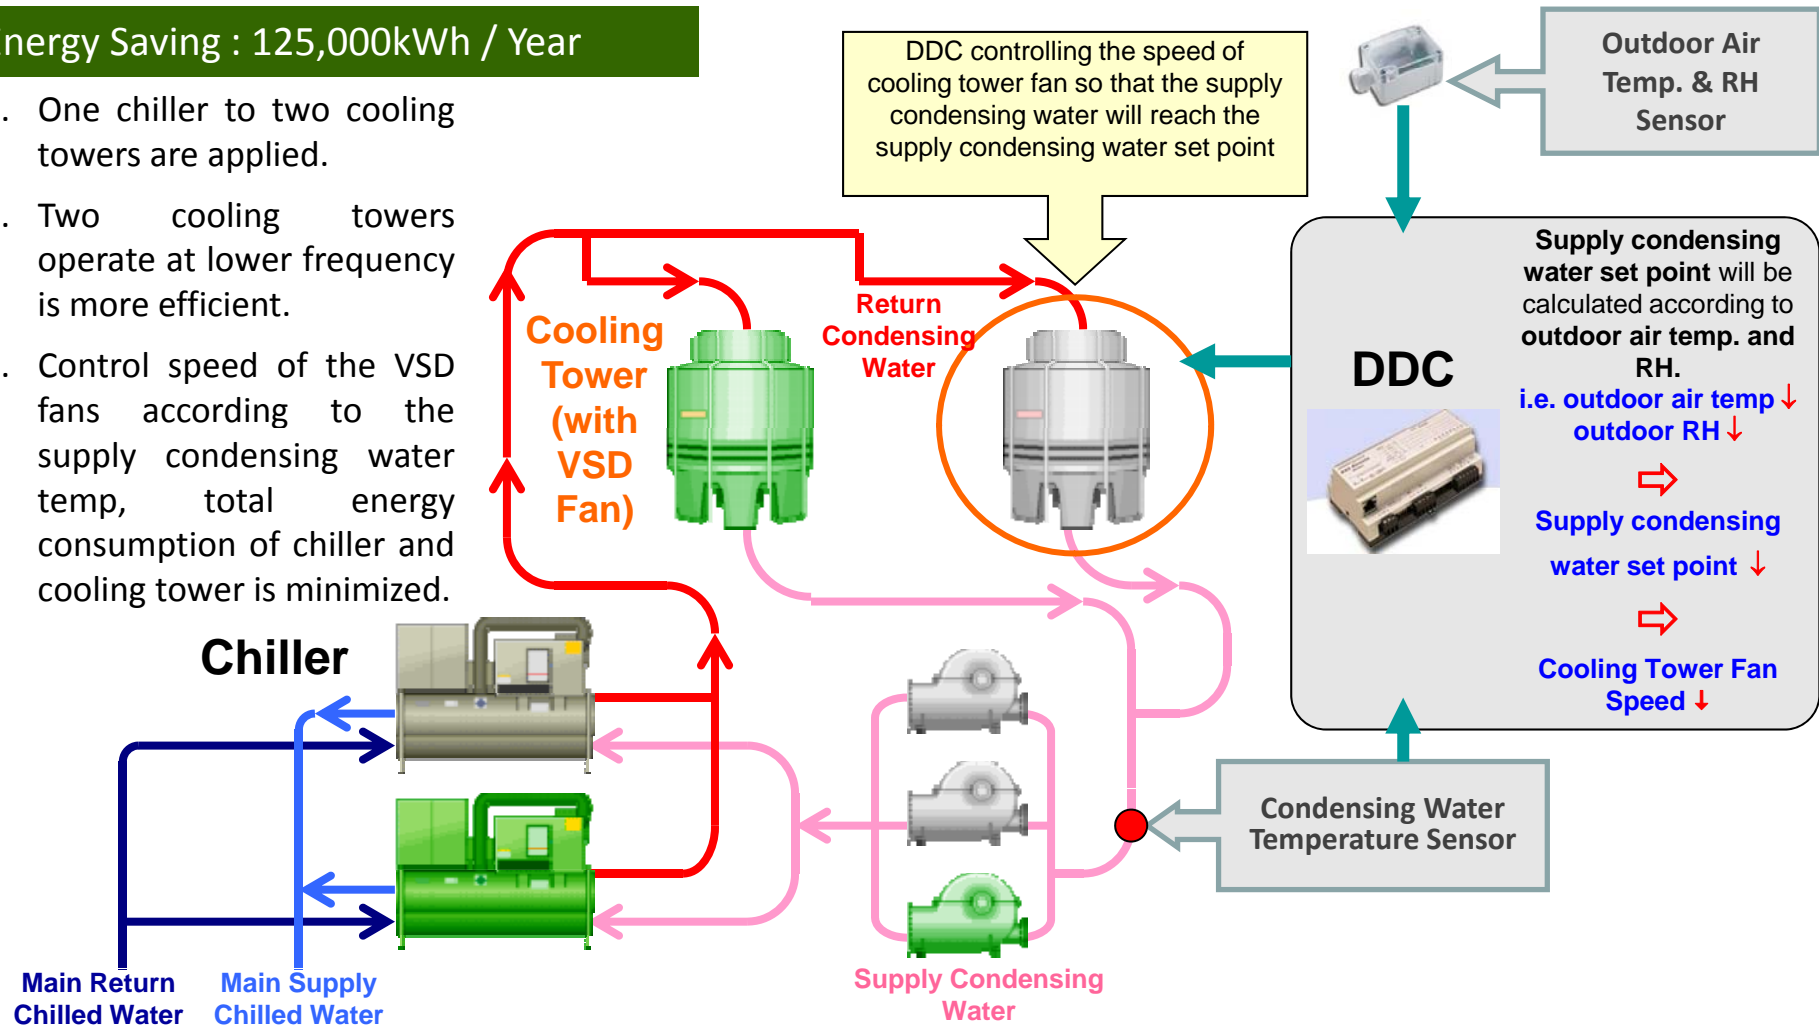 Energy Saving : 125,000kWh / Year
. One chiller to two cooling
towers are applied.
. Two cooling towers
operate at lower frequency
is more efficient.
. Control speed of the VSD
fans according to the
supply condensing water
temp, total energy
consumption of chiller and
cooling tower is minimized.
DDC controlling the speed of
cooling tower fan so that the supply
condensing water will reach the
supply condensing water set point
Outdoor Air
Temp. & RH
Sensor
Cooling
Tower
(with
VSD
Fan)
Return
Condensing
Water
DDC
Supply condensing
water set point will be
calculated according to
outdoor air temp. and
RH.
i.e. outdoor air temp ↓
outdoor RH ↓
⇨
Supply condensing
water set point ↓
⇨
Cooling Tower Fan
Speed ↓
Chiller
Condensing Water
Temperature Sensor
Main Return
Chilled Water
Main Supply
Chilled Water
Supply Condensing
Water